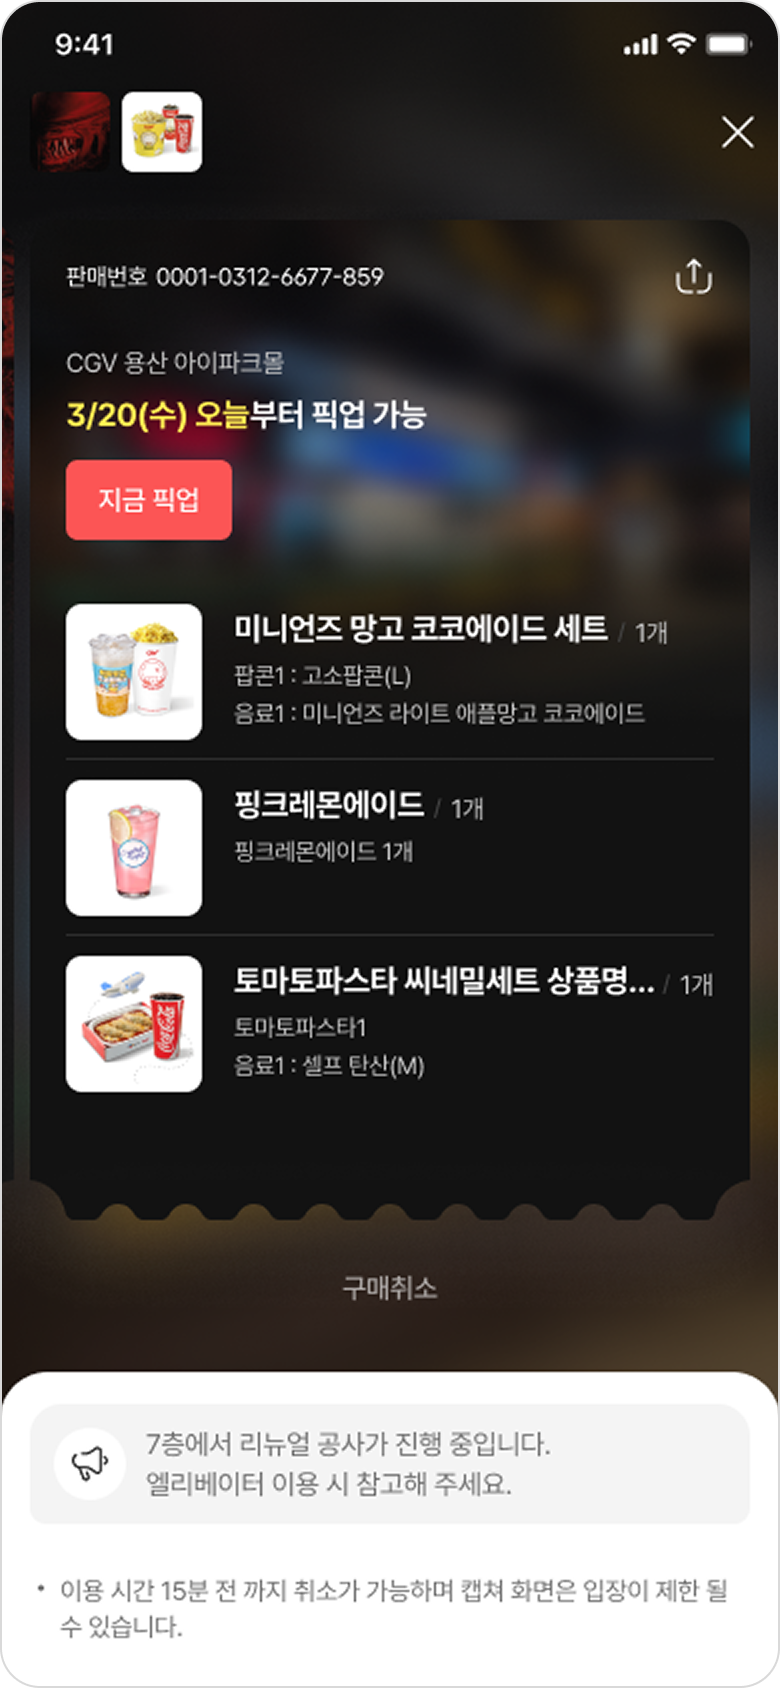 9:41
판매번호 0001-0312-6677-859
CGV 용산 아이파크몰
3/20(수) 오늘부터 픽업 가능
지금 픽업
미니언즈 망고 코코에이드 세트 / 1개
팝콘1 : 고소팝콘(L)
음료1 : 미니언즈 라이트 애플망고 코코에이드
핑크레몬에이드 / 1개
핑크레몬에이드 1개
토마토파스타 씨네밀세트 상품명... / 1개
토마토파스타1
음료1 : 셀프 탄산(M)
Coca-Cola
구매취소
7층에서 리뉴얼 공사가 진행 중입니다.
엘리베이터 이용 시 참고해 주세요.
• 이용 시간 15분 전 까지 취소가 가능하며 캡쳐 화면은 입장이 제한 될
수 있습니다.